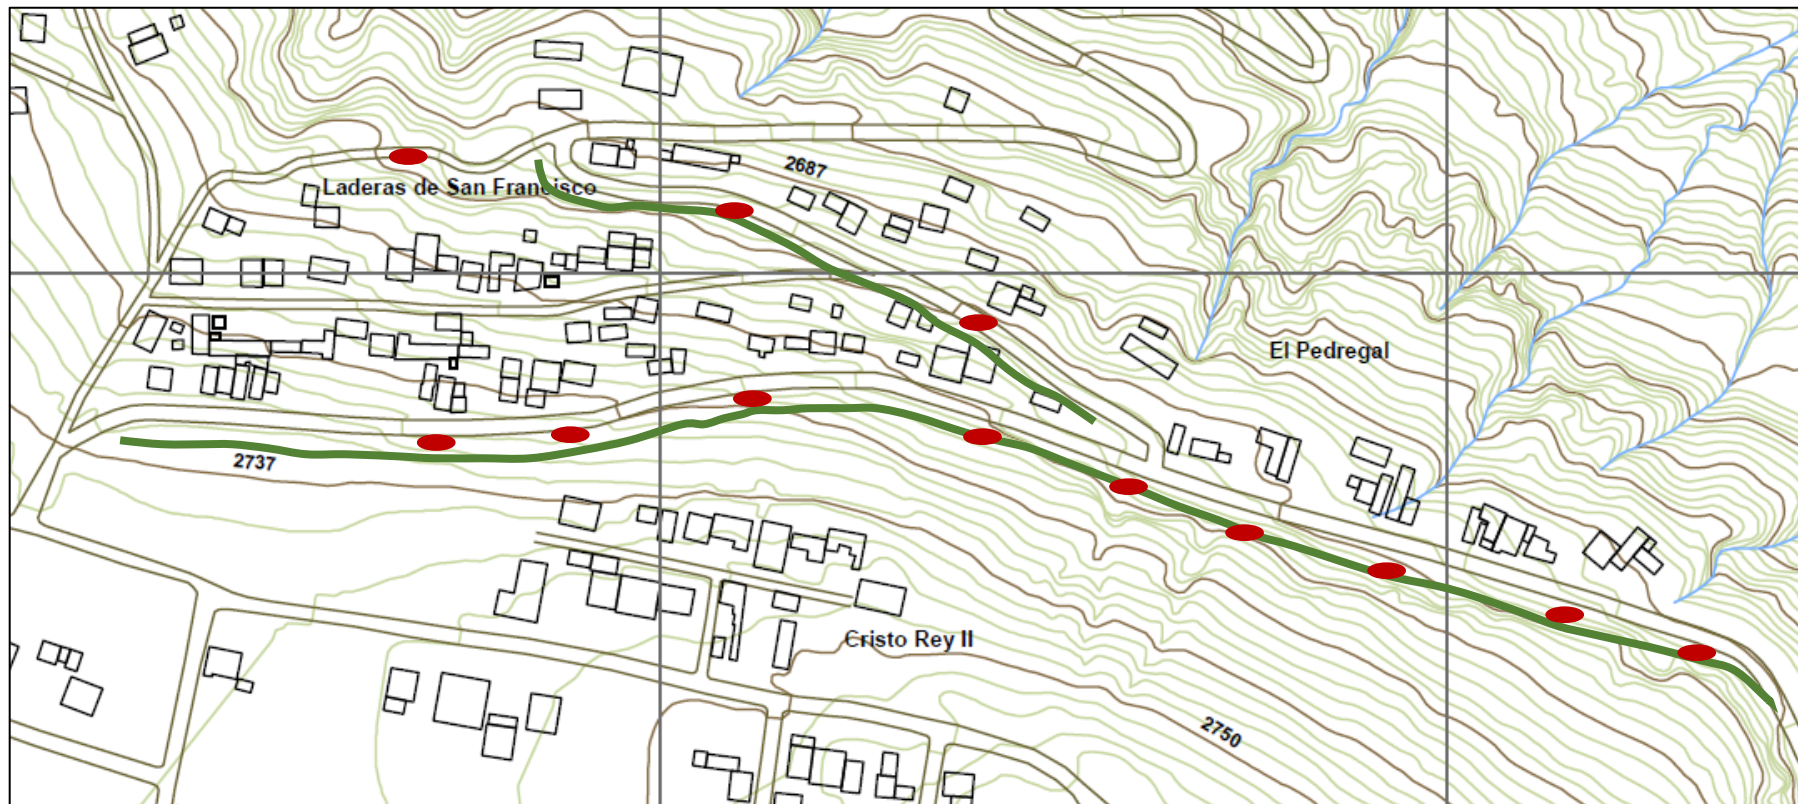 2687
Laderas de San Francisco
El Pedregal
2737
Cristo Rey II
2750